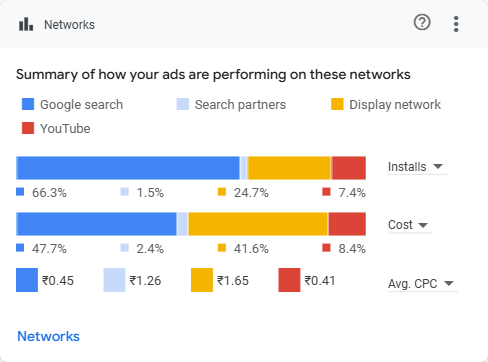 Networks
Summary of how your ads are performing on these networks
Google search Search partners Display network
YouTube
Installs
66.3% 1.5% 24.7% 7.4%
Cost
47.7% 2.4% 41.6% 8.4%
₹0.45 ₹1.26 ₹1.65 ₹0.41 Avg. CPC
Networks